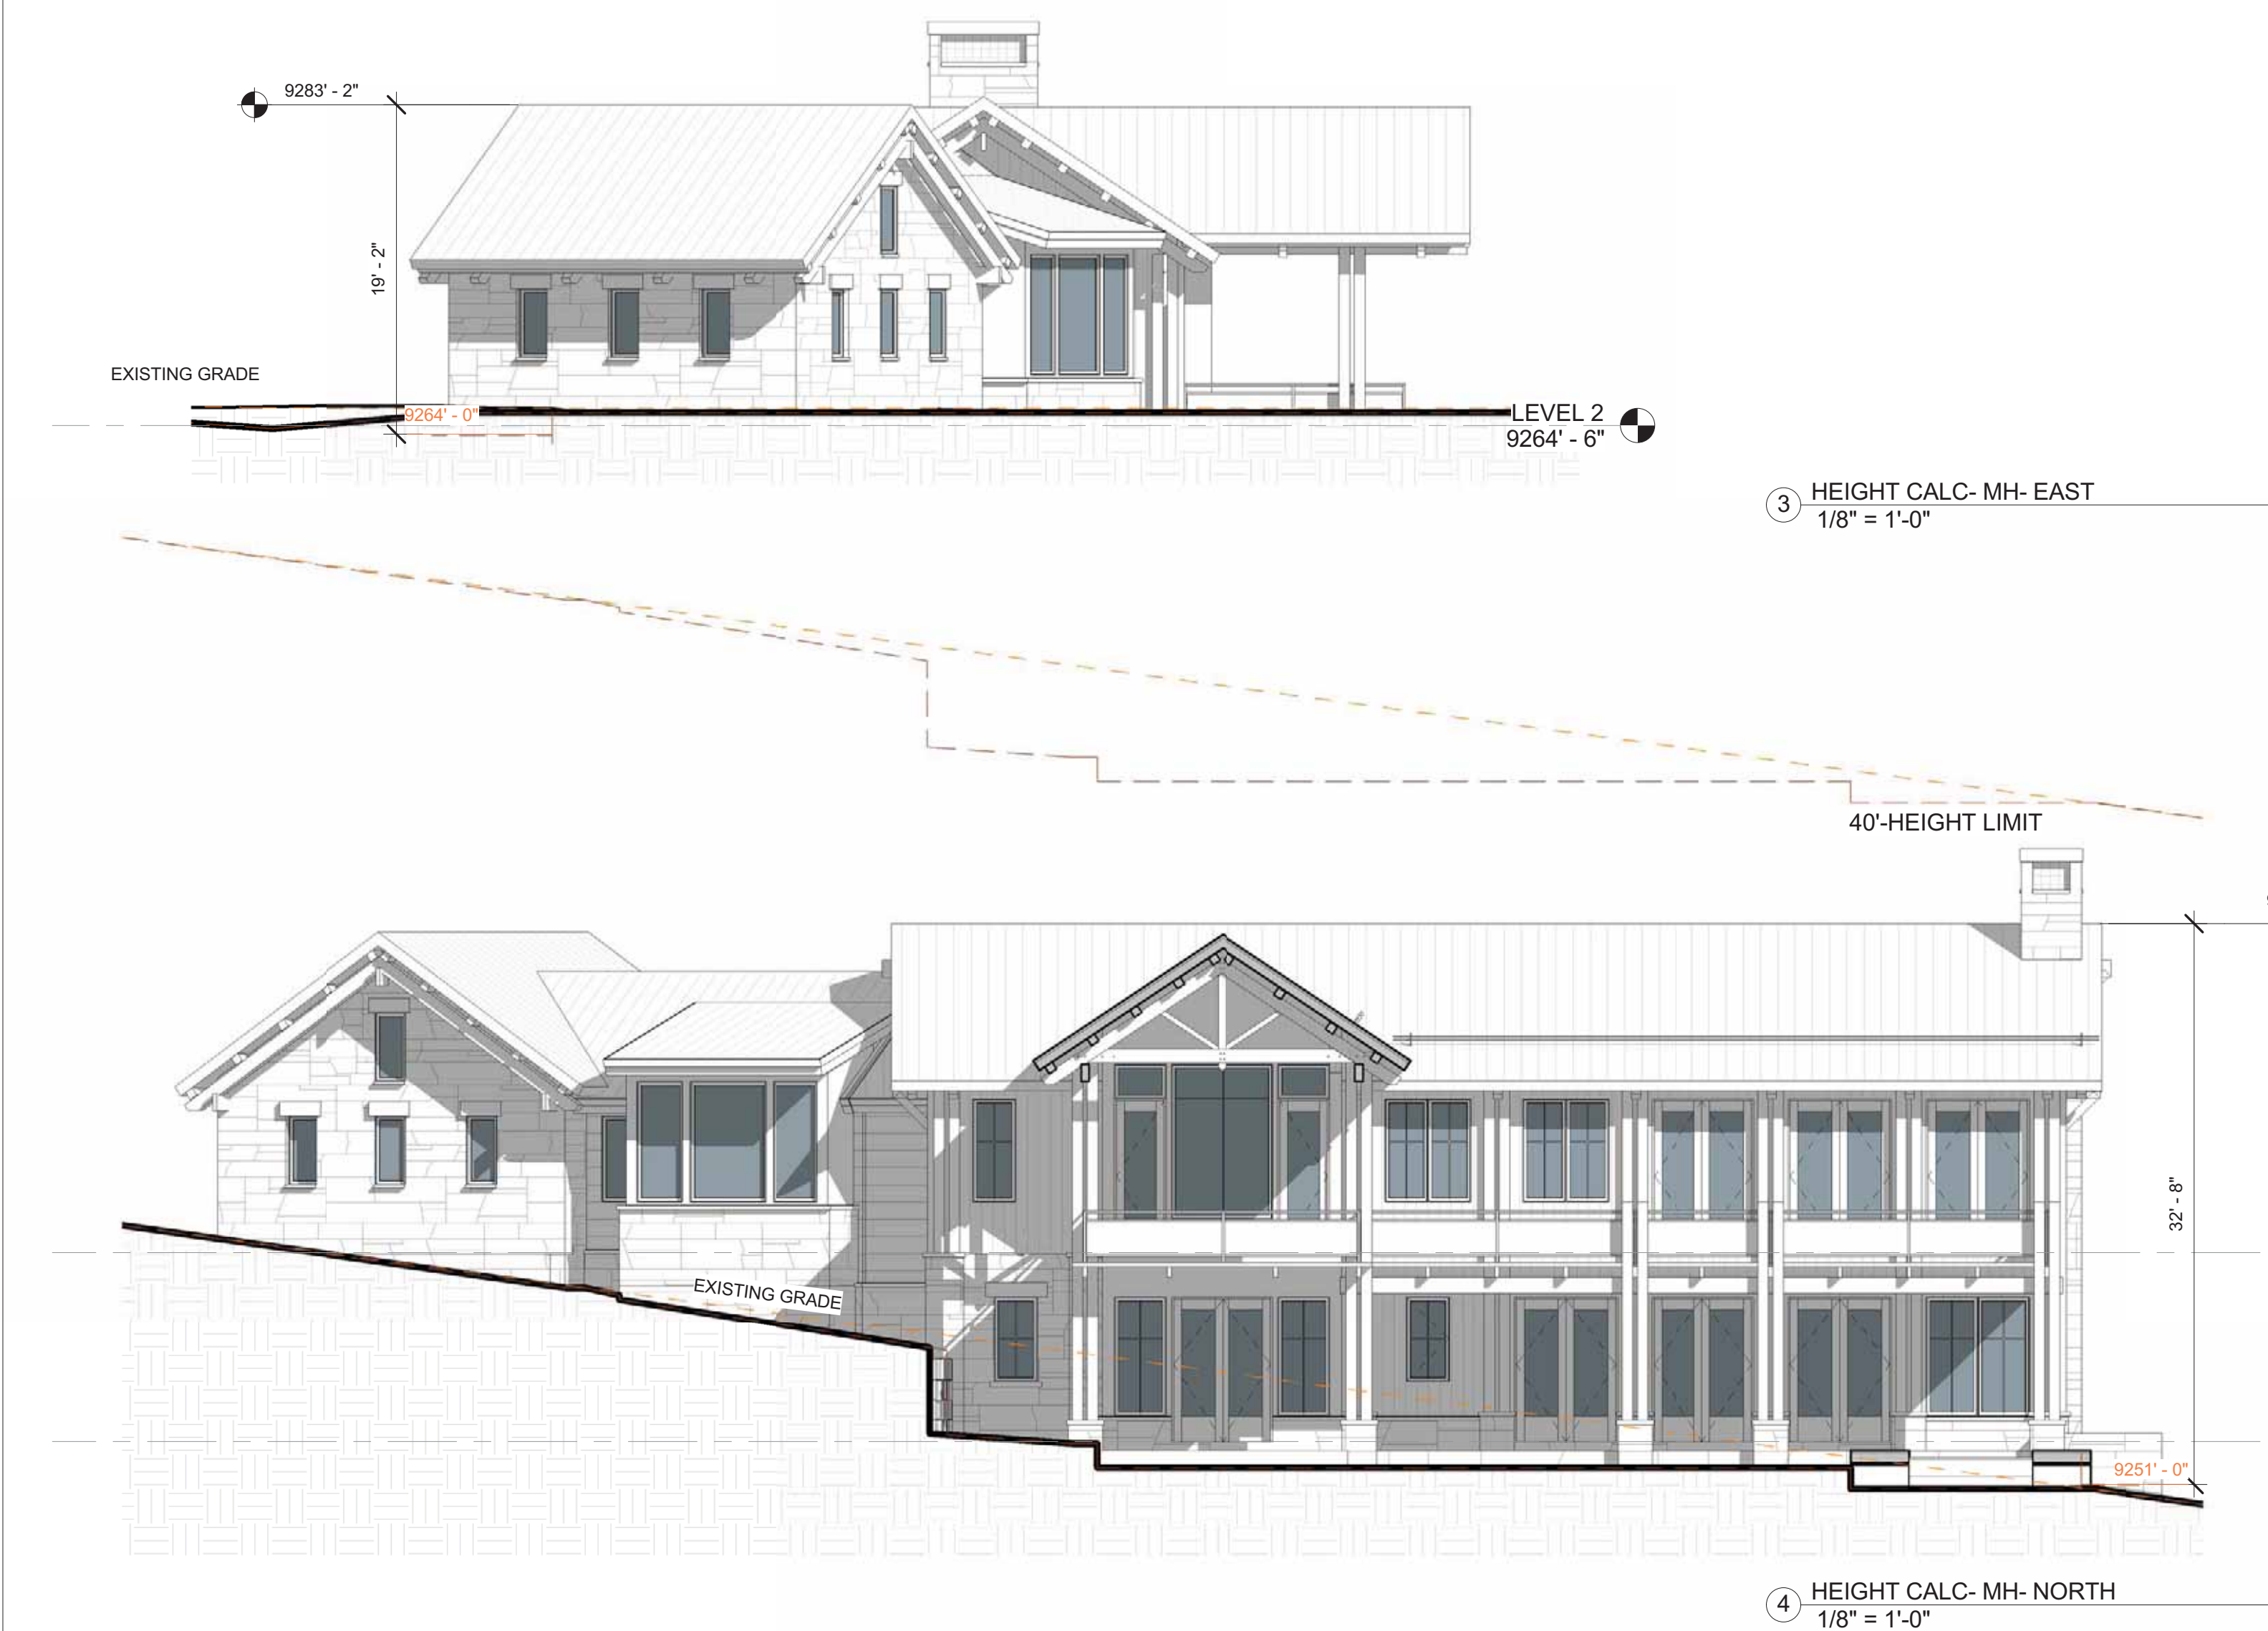 9283' - 2"
19' - 2"
EXISTING GRADE
9264' - 0"
LEVEL 2
9264' - 6"
3
HEIGHT CALC- MH- EAST
1/8" = 1'-0"
40'-HEIGHT LIMIT
32' - 8"
EXISTING GRADE
9251' - 0"
4
HEIGHT CALC- MH- NORTH
1/8" = 1'-0"